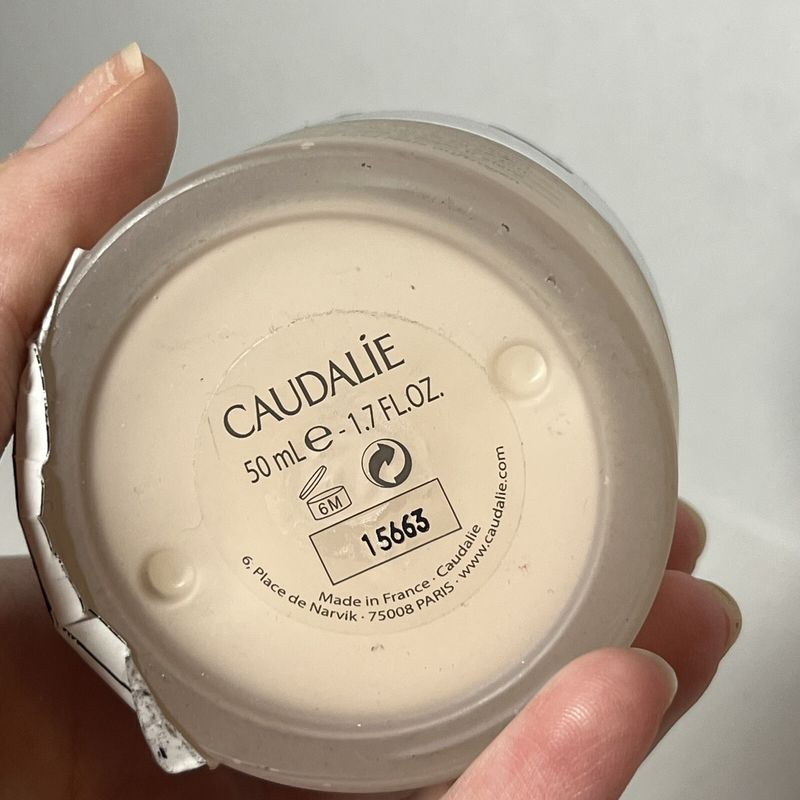 CAUDALİE
50 mL e - 1.7 FL.OZ.
6M
15663
Made in France · Caudalie
6, Place de Narvik · 75008 PARIS · www.caudalie.com